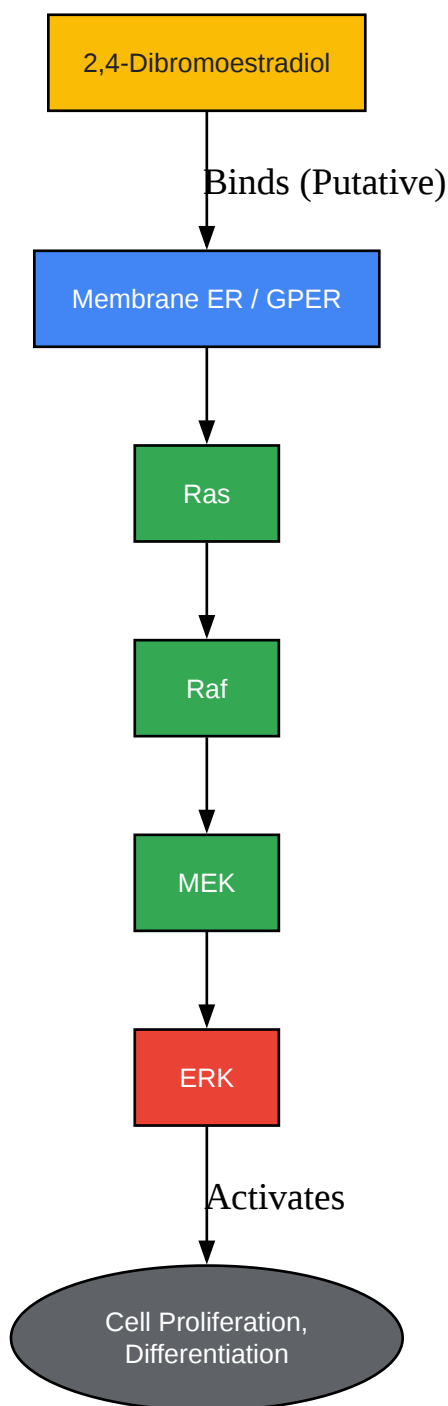 2,4-Dibromoestradiol
Binds (Putative)
Membrane ER / GPER
Ras
Raf
MEK
ERK
Activates
Cell Proliferation,
Differentiation